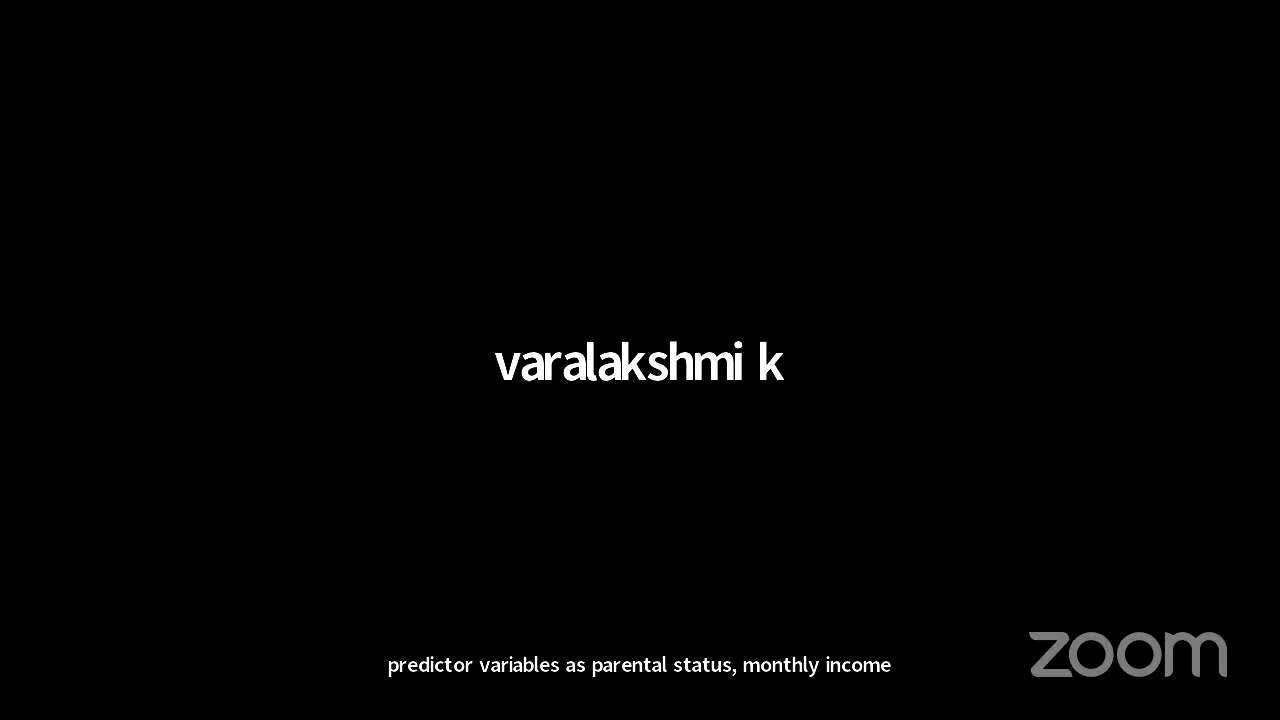 varalakshmi k
predictor variables as parental status, monthly income
zoom